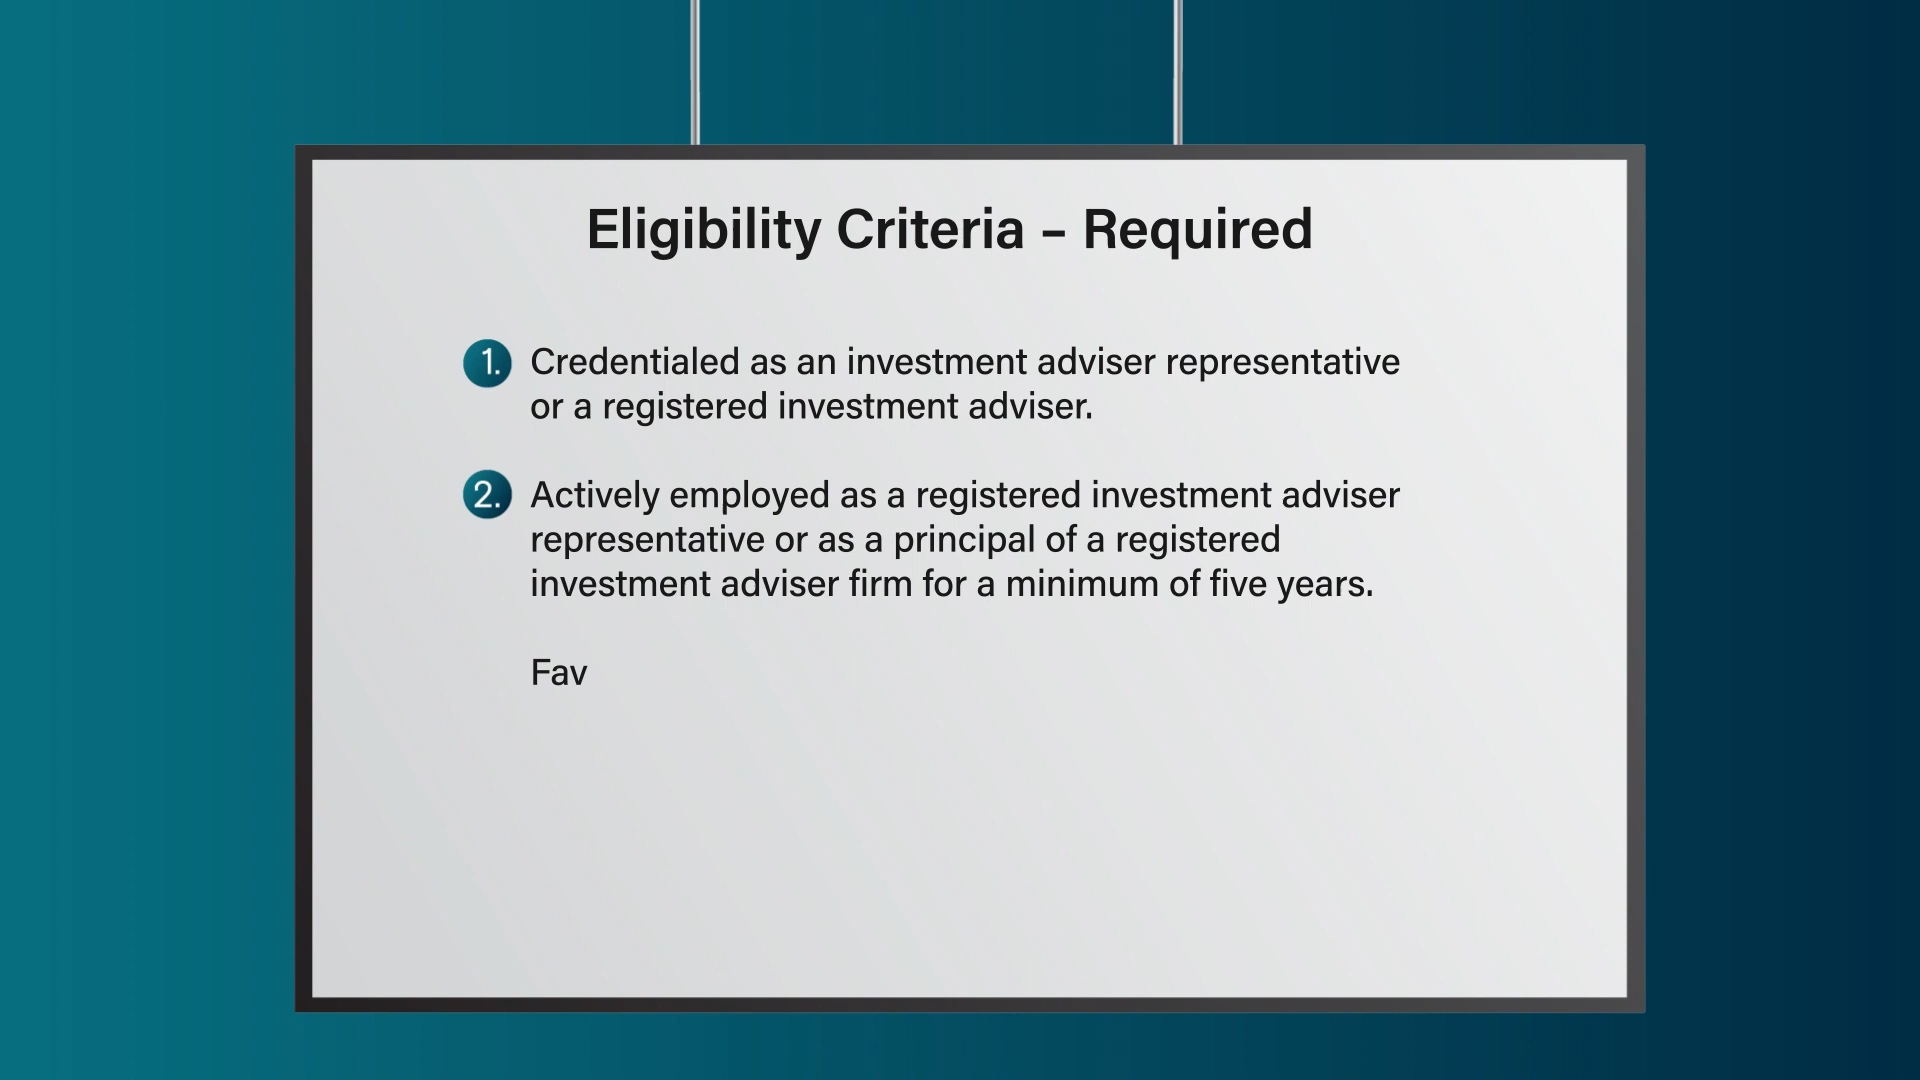 Eligibility Criteria – Required
1. Credentialed as an investment adviser representative
or a registered investment adviser.
2. Actively employed as a registered investment adviser
representative or as a principal of a registered
investment adviser firm for a minimum of five years.
Fav